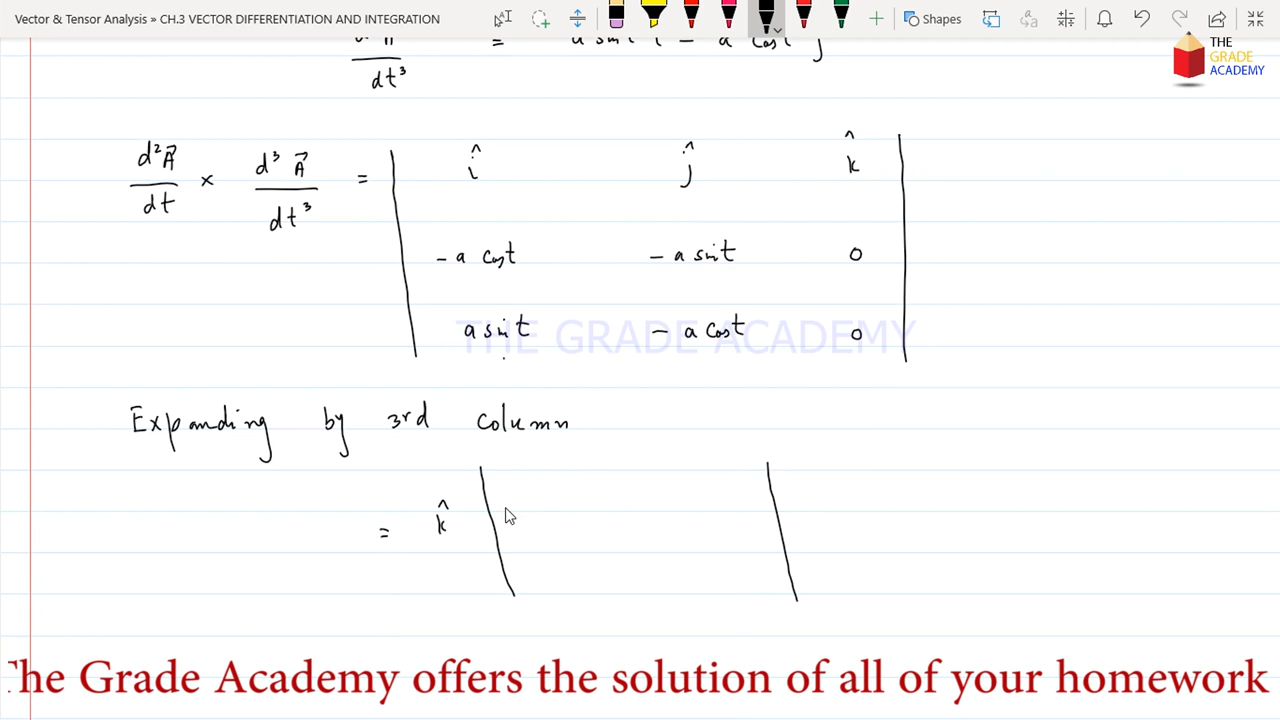 Vector & Tensor Analysis » CH.3 VECTOR DIFFERENTIATION AND INTEGRATION
Shapes
THE
GRADE
ACADEMY
dt³ = a sint i - a cost j
d²A⃗/dt × d³A⃗/dt³ = | î ĵ k̂ |
| - a cost - a sint 0 |
| a sint - a cost 0 |
THE GRADE ACADEMY
Expanding by 3rd column
= k̂ | |
The Grade Academy offers the solution of all of your homework